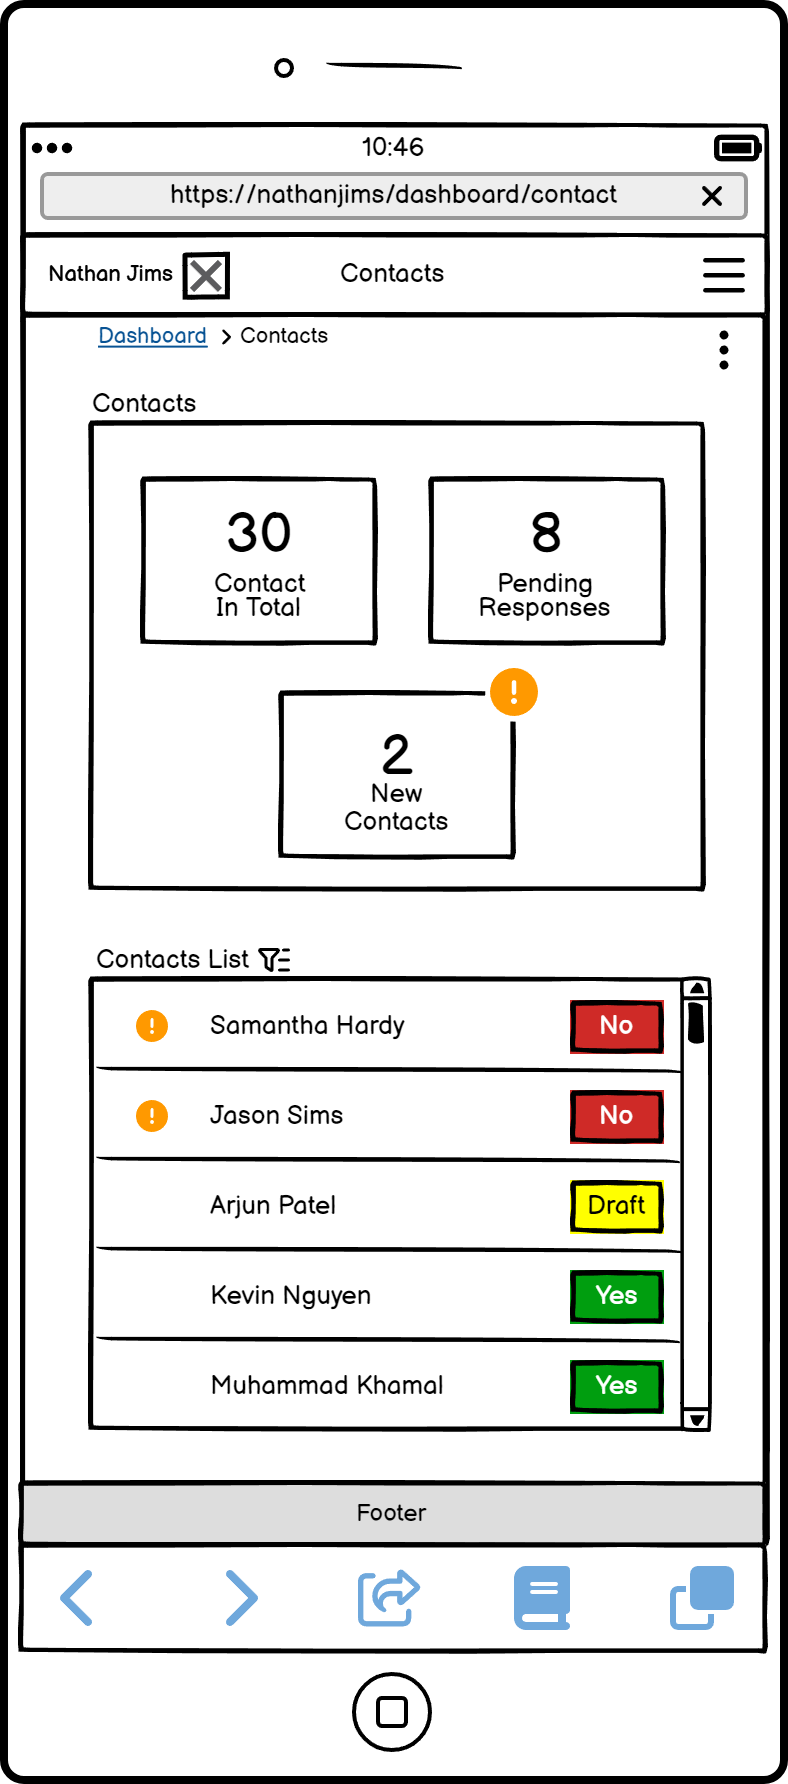 10:46
https://nathanjims/dashboard/contact
Nathan Jims
Contacts
Dashboard > Contacts
Contacts
30
Contact
In Total
8
Pending
Responses
2
New
Contacts
Contacts List
Samantha Hardy No
Jason Sims No
Arjun Patel Draft
Kevin Nguyen Yes
Muhammad Khamal Yes
Footer